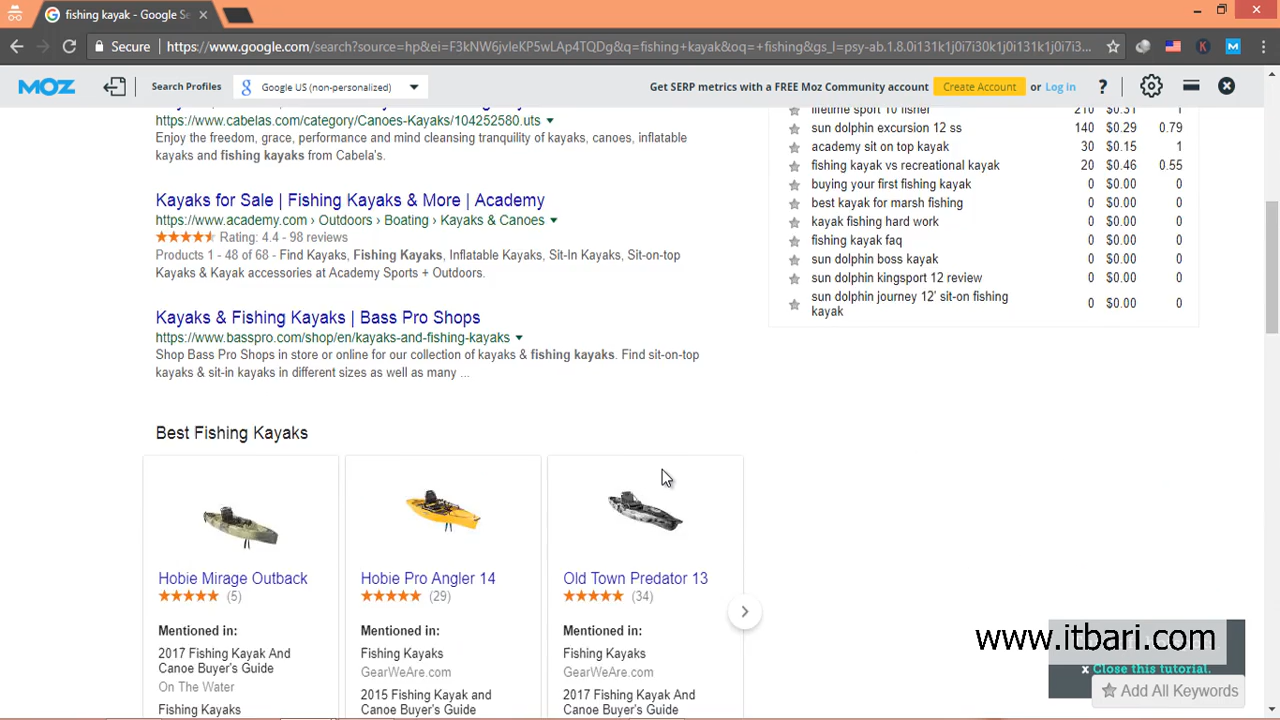 fishing kayak - Google Se
Secure
https://www.google.com/search?source=hp&ei=F3kNW6jvIeKP5wLAp4TQDg&q=fishing+kayak&oq=+fishing&gs_l=psy-ab.1.8.0i131k1j0i7i30k1j0i131k1j0i7i3...
MOZ
Search Profiles
Google US (non-personalized)
Get SERP metrics with a FREE Moz Community account
Create Account
or Log in
https://www.cabelas.com/category/Canoes-Kayaks/104252580.uts
Enjoy the freedom, grace, performance and mind cleansing tranquility of kayaks, canoes, inflatable
kayaks and fishing kayaks from Cabela's.
Kayaks for Sale | Fishing Kayaks & More | Academy
https://www.academy.com › Outdoors › Boating › Kayaks & Canoes
Rating: 4.4 - 98 reviews
Products 1 - 48 of 68 - Find Kayaks, Fishing Kayaks, Inflatable Kayaks, Sit-In Kayaks, Sit-on-top
Kayaks & Kayak accessories at Academy Sports + Outdoors.
Kayaks & Fishing Kayaks | Bass Pro Shops
https://www.basspro.com/shop/en/kayaks-and-fishing-kayaks
Shop Bass Pro Shops in store or online for our collection of kayaks & fishing kayaks. Find sit-on-top
kayaks & sit-in kayaks in different sizes as well as many ...
lifetime sport 10 fisher 210 $0.31 1
sun dolphin excursion 12 ss 140 $0.29 0.79
academy sit on top kayak 30 $0.15 1
fishing kayak vs recreational kayak 20 $0.46 0.55
buying your first fishing kayak 0 $0.00 0
best kayak for marsh fishing 0 $0.00 0
kayak fishing hard work 0 $0.00 0
fishing kayak faq 0 $0.00 0
sun dolphin boss kayak 0 $0.00 0
sun dolphin kingsport 12 review 0 $0.00 0
sun dolphin journey 12' sit-on fishing
kayak 0 $0.00 0
Best Fishing Kayaks
Hobie Mirage Outback
(5)
Mentioned in:
2017 Fishing Kayak And
Canoe Buyer's Guide
On The Water
Fishing Kayaks
Hobie Pro Angler 14
(29)
Mentioned in:
Fishing Kayaks
GearWeAre.com
2015 Fishing Kayak and
Canoe Buyer's Guide
Old Town Predator 13
(34)
Mentioned in:
Fishing Kayaks
GearWeAre.com
2017 Fishing Kayak And
Canoe Buyer's Guide
www.itbari.com
x Close this tutorial.
Add All Keywords